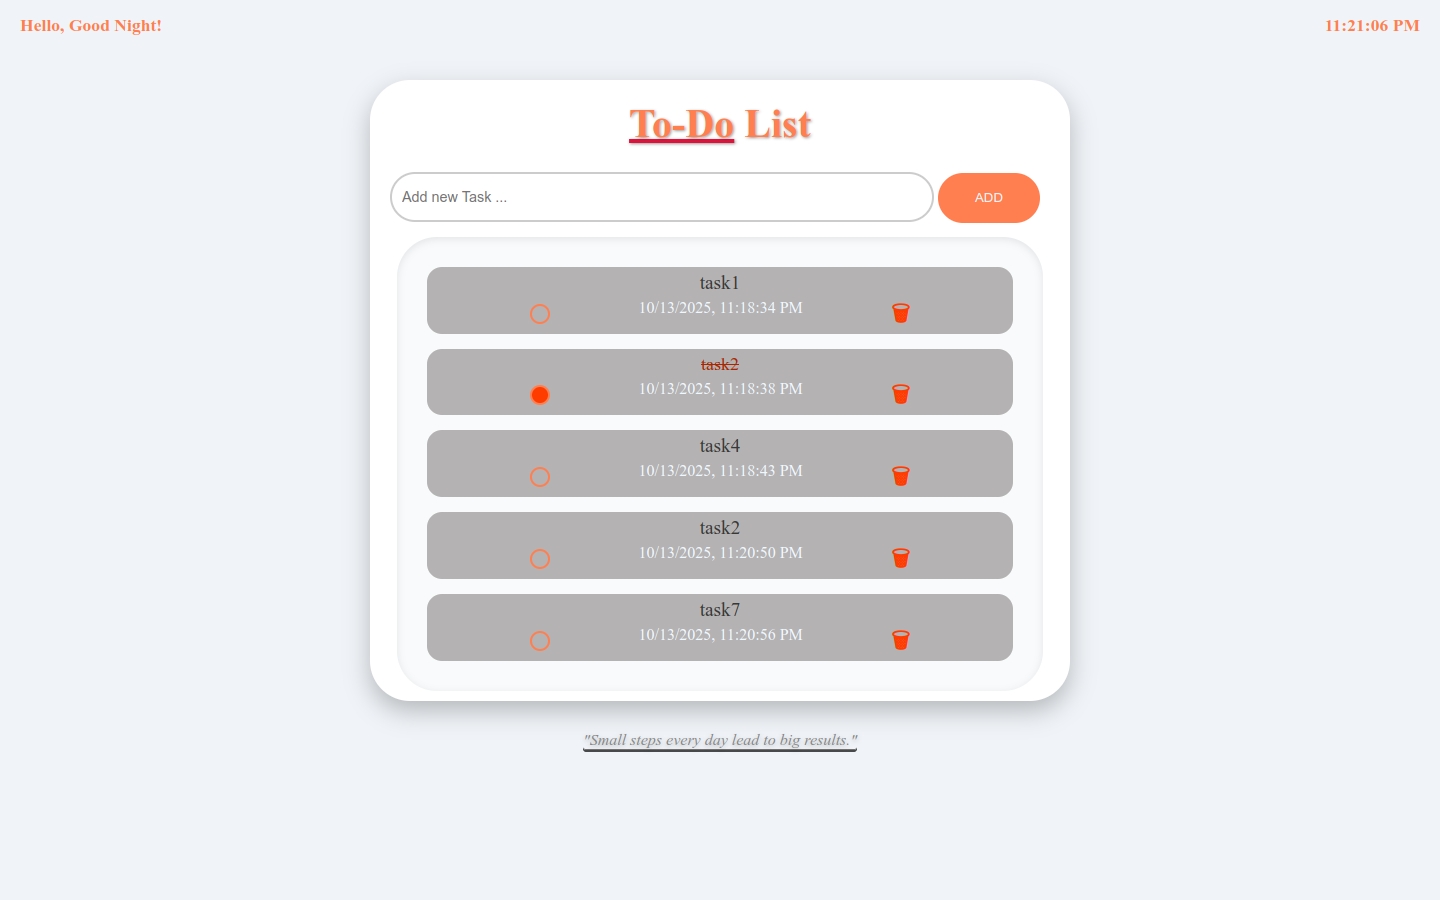 Hello, Good Night!
11:21:06 PM
To-Do List
Add new Task ...
ADD
task1
10/13/2025, 11:18:34 PM
task2
10/13/2025, 11:18:38 PM
task4
10/13/2025, 11:18:43 PM
task2
10/13/2025, 11:20:50 PM
task7
10/13/2025, 11:20:56 PM
"Small steps every day lead to big results."